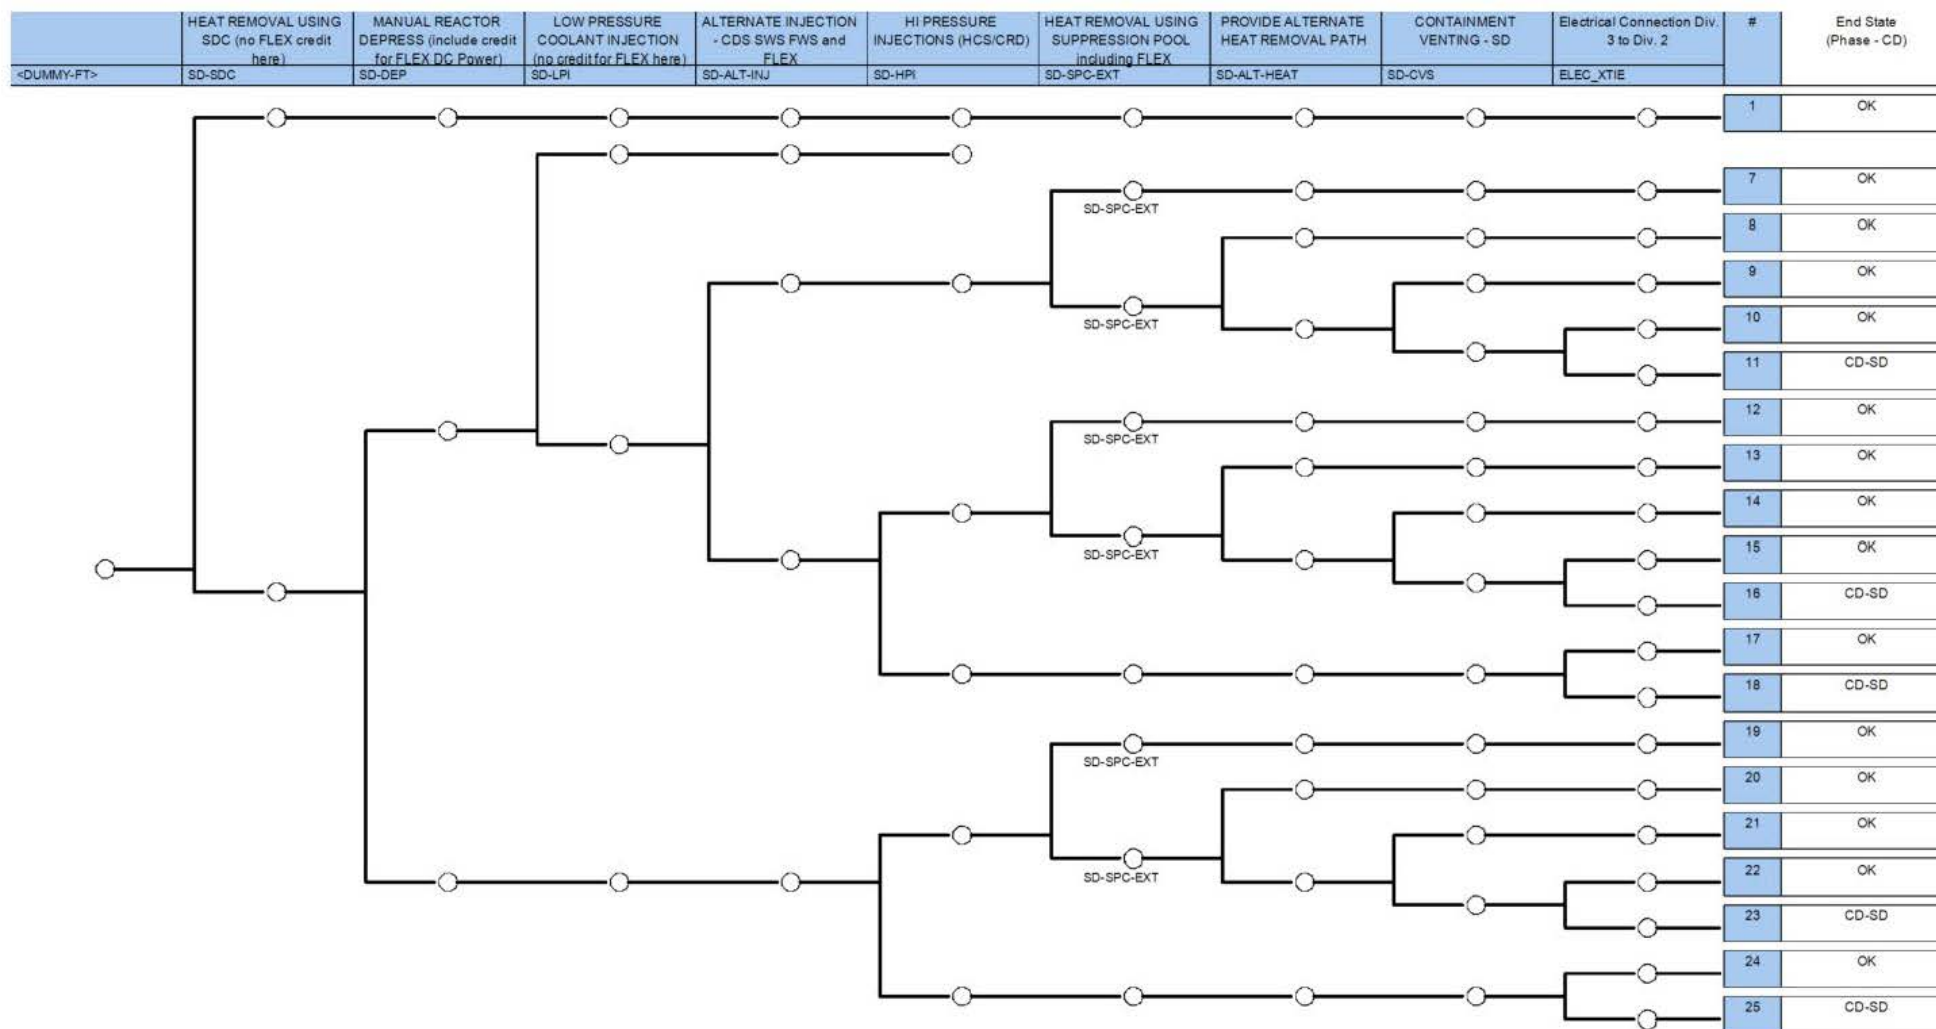 HEAT REMOVAL USING
SDC (no FLEX credit
here)
MANUAL REACTOR
DEPRESS (include credit
for FLEX DC Power)
LOW PRESSURE
COOLANT INJECTION
(no credit for FLEX here)
ALTERNATE INJECTION
- CDS SWS FWS and
FLEX
HI PRESSURE
INJECTIONS (HCS/CRD)
HEAT REMOVAL USING
SUPPRESSION POOL
including FLEX
PROVIDE ALTERNATE
HEAT REMOVAL PATH
CONTAINMENT
VENTING - SD
Electrical Connection Div.
3 to Div. 2
#
End State
(Phase - CD)
<DUMMY-FT>
SD-SDC
SD-DEP
SD-LPI
SD-ALT-INJ
SD-HPI
SD-SPC-EXT
SD-ALT-HEAT
SD-CVS
ELEC_XTIE
1 OK
7 OK
SD-SPC-EXT
8 OK
9 OK
10 OK
SD-SPC-EXT
11 CD-SD
12 OK
SD-SPC-EXT
13 OK
14 OK
15 OK
SD-SPC-EXT
16 CD-SD
17 OK
18 CD-SD
19 OK
SD-SPC-EXT
20 OK
21 OK
22 OK
SD-SPC-EXT
23 CD-SD
24 OK
25 CD-SD